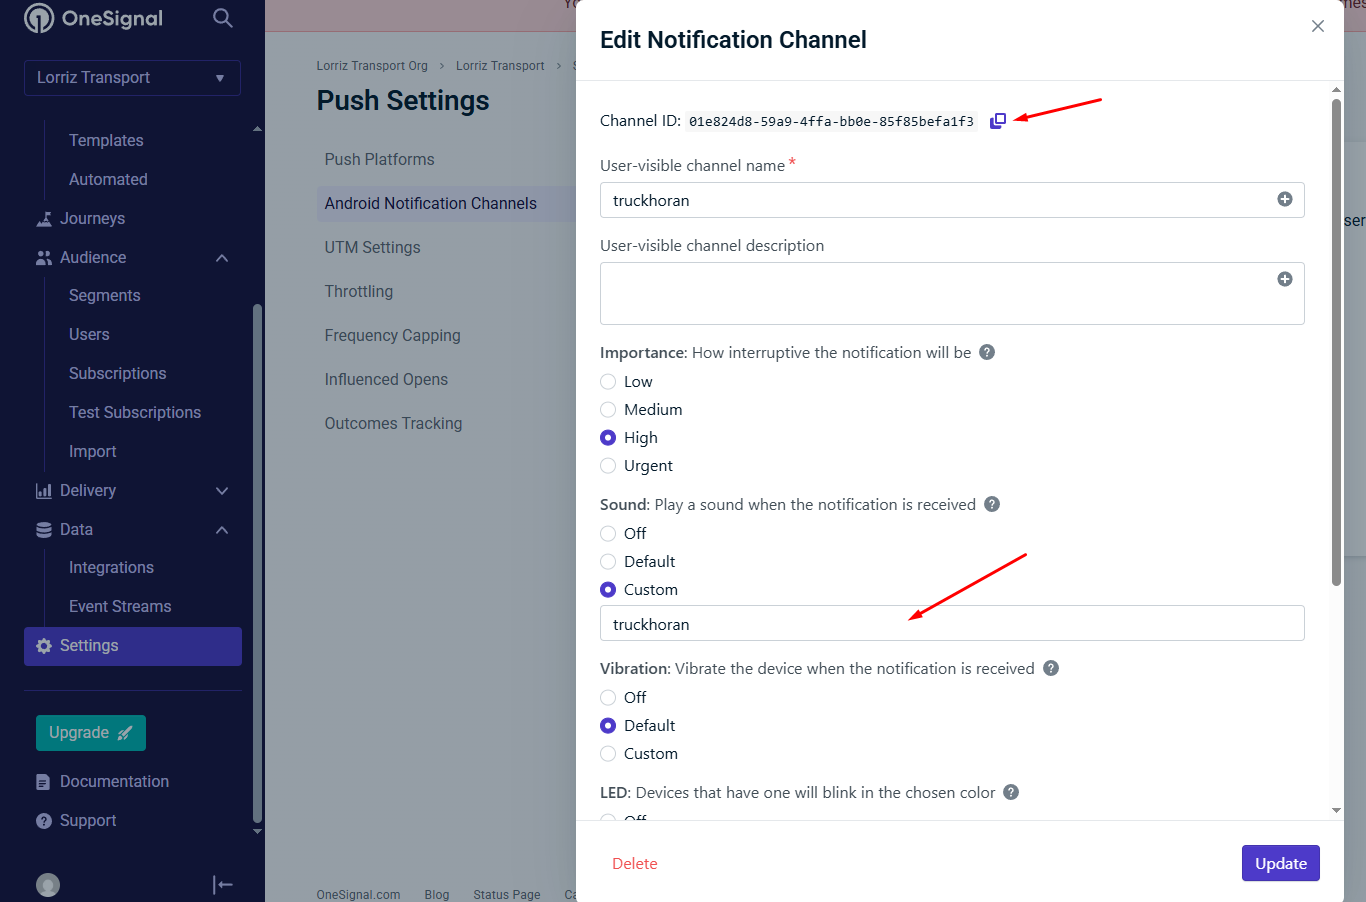 OneSignal
Lorriz Transport
Templates
Automated
Journeys
Audience
Segments
Users
Subscriptions
Test Subscriptions
Import
Delivery
Data
Integrations
Event Streams
Settings
Upgrade
Documentation
Support
Lorriz Transport Org > Lorriz Transport >
Push Settings
Push Platforms
Android Notification Channels
UTM Settings
Throttling
Frequency Capping
Influenced Opens
Outcomes Tracking
OneSignal.com Blog Status Page
Edit Notification Channel
Channel ID: 01e824d8-59a9-4ffa-bb0e-85f85befa1f3
User-visible channel name *
truckhoran
User-visible channel description
Importance: How interruptive the notification will be ?
Low
Medium
High
Urgent
Sound: Play a sound when the notification is received ?
Off
Default
Custom
truckhoran
Vibration: Vibrate the device when the notification is received ?
Off
Default
Custom
LED: Devices that have one will blink in the chosen color ?
Off
Delete
Update